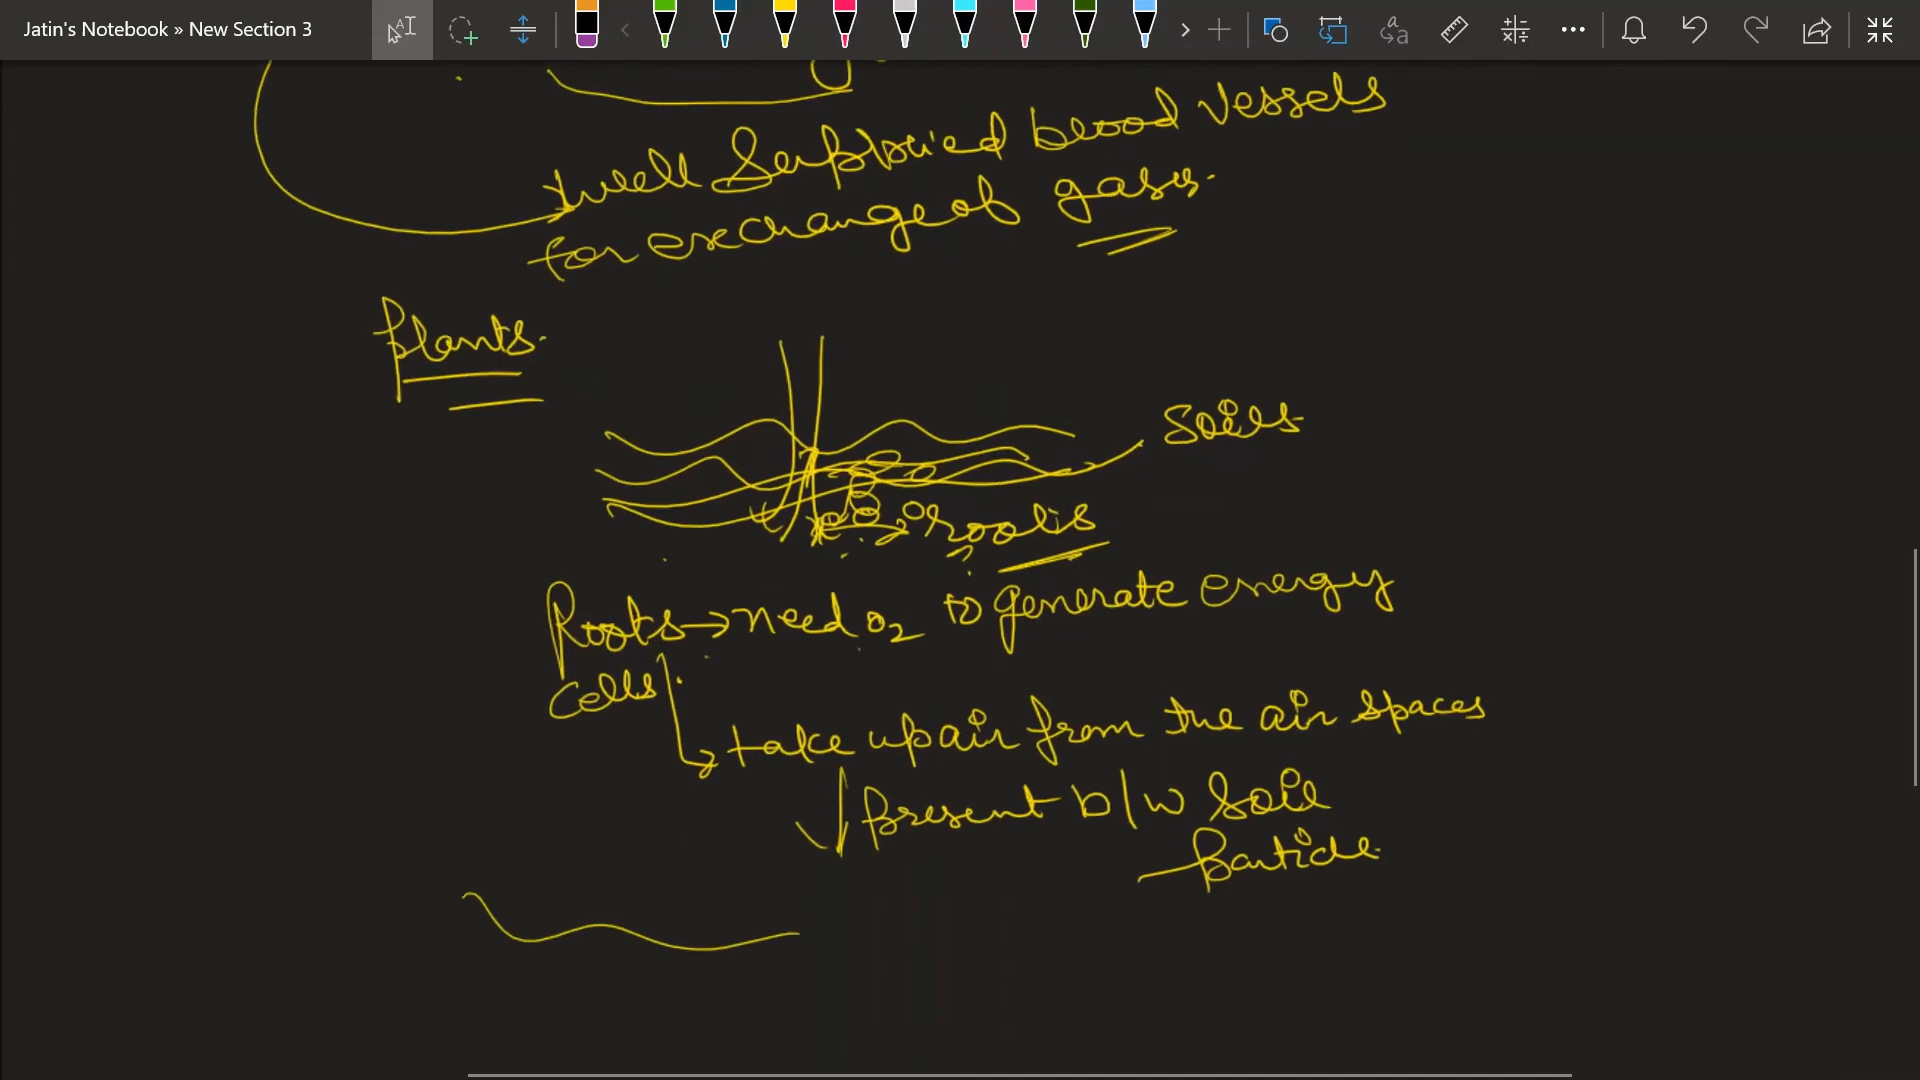 Jatin's Notebook » New Section 3
well Supplied blood vessels
for exchange of gases.
Plants.
Soils
roots
Roots → need O2 to generate energy
cells
take up air from the air spaces
present b/w soil
particle.